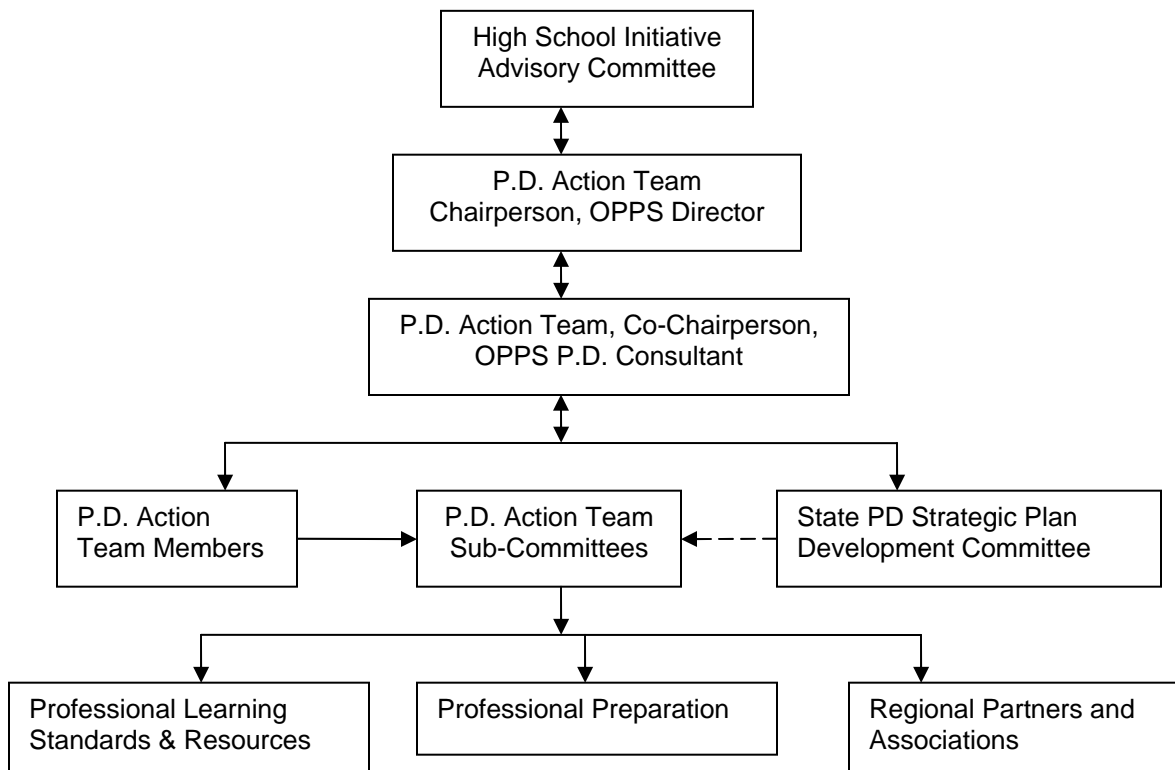 High School Initiative
Advisory Committee
P.D. Action Team
Chairperson, OPPS Director
P.D. Action Team, Co-Chairperson,
OPPS P.D. Consultant
P.D. Action
Team Members
P.D. Action Team
Sub-Committees
State PD Strategic Plan
Development Committee
Professional Learning
Standards & Resources
Professional Preparation
Regional Partners and
Associations